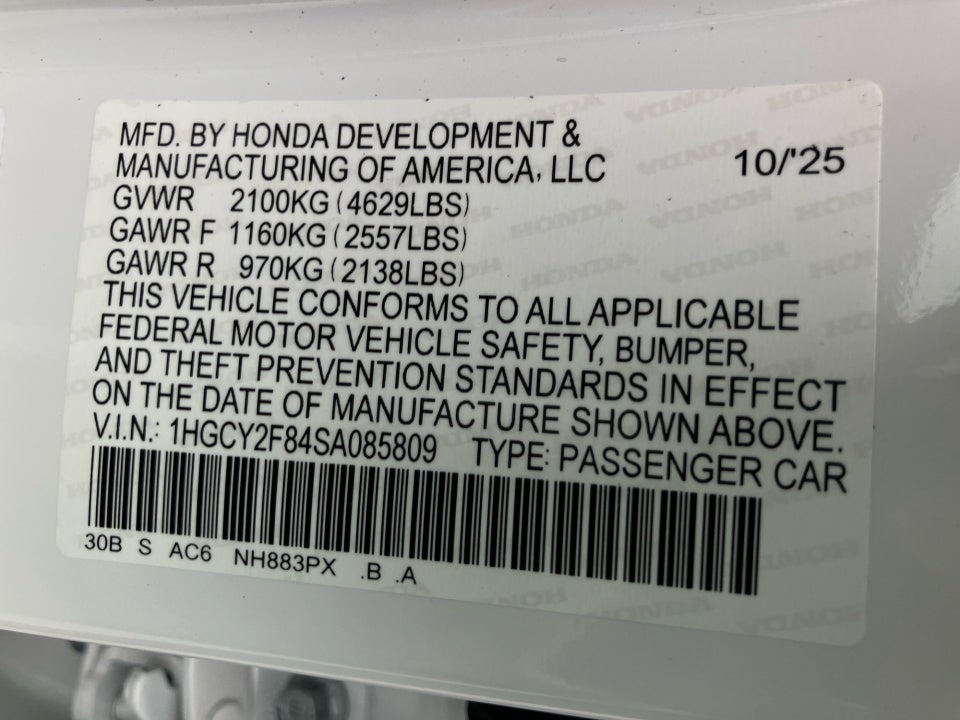 MFD. BY HONDA DEVELOPMENT &
MANUFACTURING OF AMERICA, LLC 10/'25
GVWR 2100KG (4629LBS)
GAWR F 1160KG (2557LBS)
GAWR R 970KG (2138LBS)
THIS VEHICLE CONFORMS TO ALL APPLICABLE
FEDERAL MOTOR VEHICLE SAFETY, BUMPER,
AND THEFT PREVENTION STANDARDS IN EFFECT
ON THE DATE OF MANUFACTURE SHOWN ABOVE.
V.I.N.: 1HGCY2F84SA085809 TYPE: PASSENGER CAR
30B S AC6 NH883PX .B .A